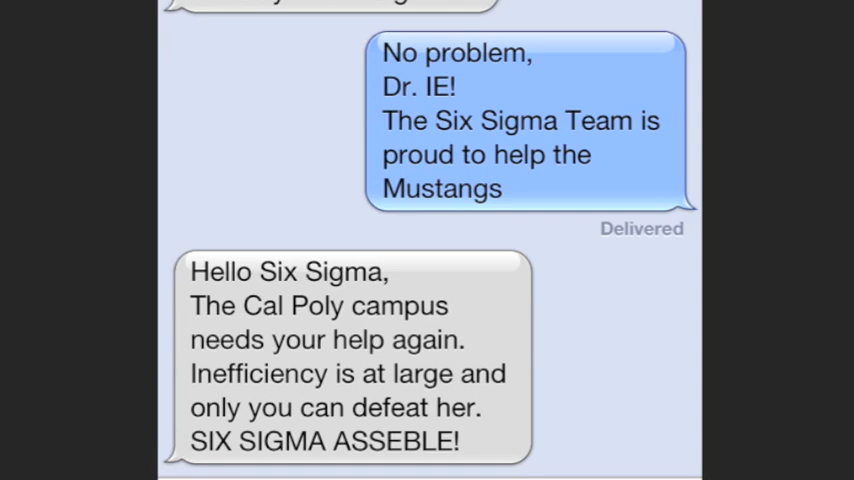 No problem,
Dr. IE!
The Six Sigma Team is
proud to help the
Mustangs
Delivered
Hello Six Sigma,
The Cal Poly campus
needs your help again.
Inefficiency is at large and
only you can defeat her.
SIX SIGMA ASSEBLE!